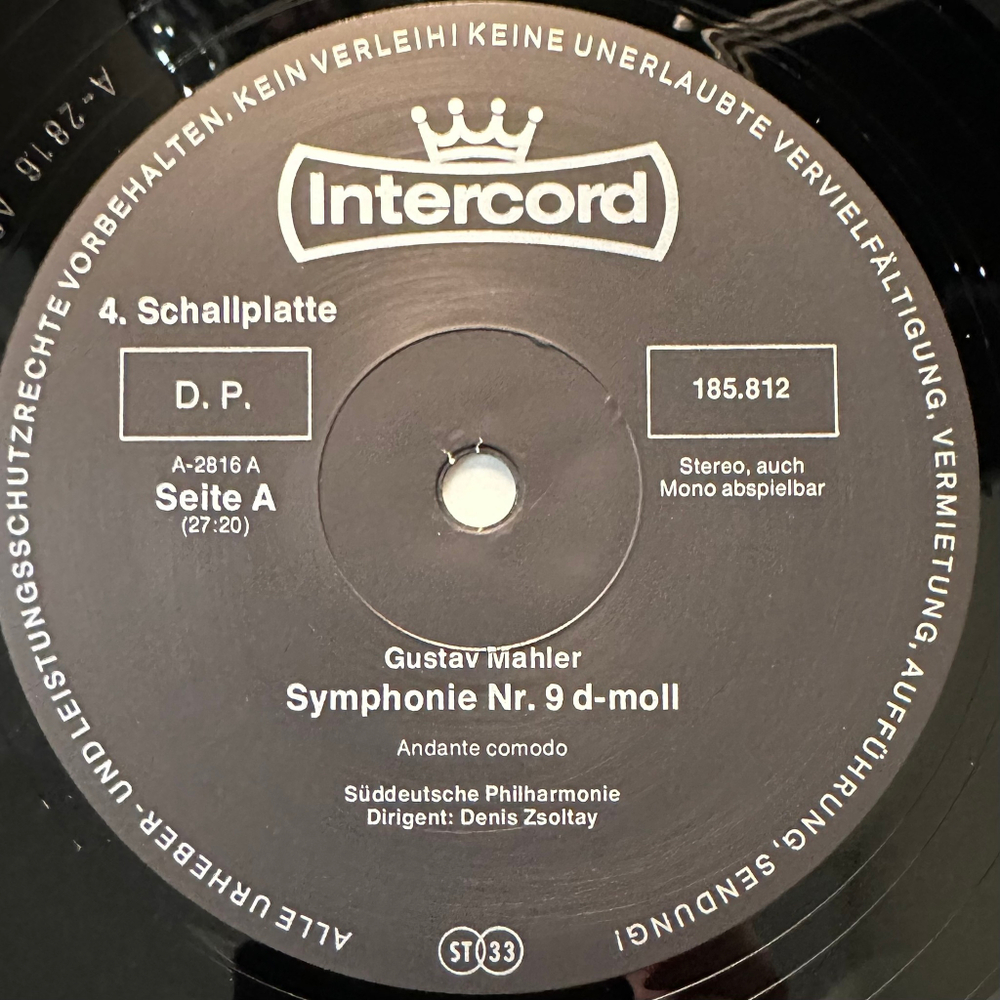 ALLE URHEBER- UND LEISTUNGSSCHUTZRECHTE VORBEHALTEN, KEIN VERLEIH! KEINE UNERLAUBTE VERVIELFÄLTIGUNG, VERMIETUNG, AUFFÜHRUNG, SENDUNG!
A-2816
Intercord
4. Schallplatte
D. P.
185.812
A-2816 A
Seite A
(27:20)
Stereo, auch
Mono abspielbar
Gustav Mahler
Symphonie Nr. 9 d-moll
Andante comodo
Süddeutsche Philharmonie
Dirigent: Denis Zsoltay
ST 33